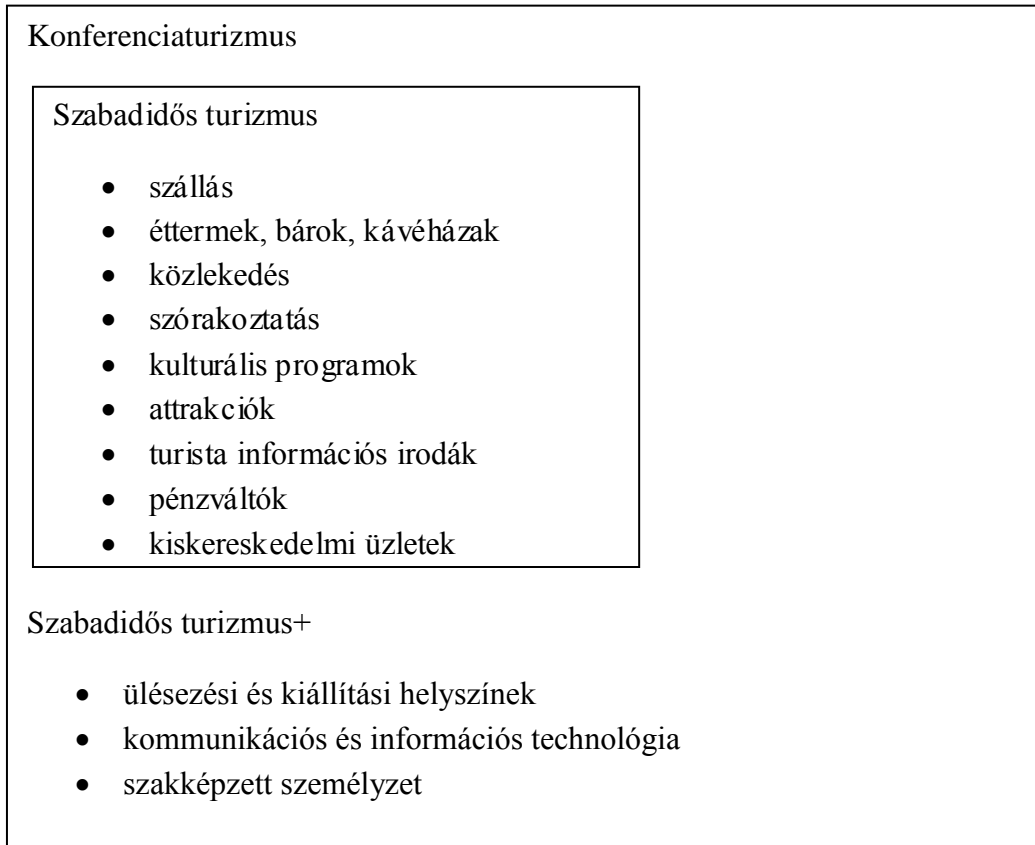 Konferenciaturizmus
Szabadidős turizmus
• szállás
• éttermek, bárok, kávéházak
• közlekedés
• szórakoztatás
• kulturális programok
• attrakciók
• turista információs irodák
• pénzváltók
• kiskereskedelmi üzletek
Szabadidős turizmus+
• ülésezési és kiállítási helyszínek
• kommunikációs és információs technológia
• szakképzett személyzet